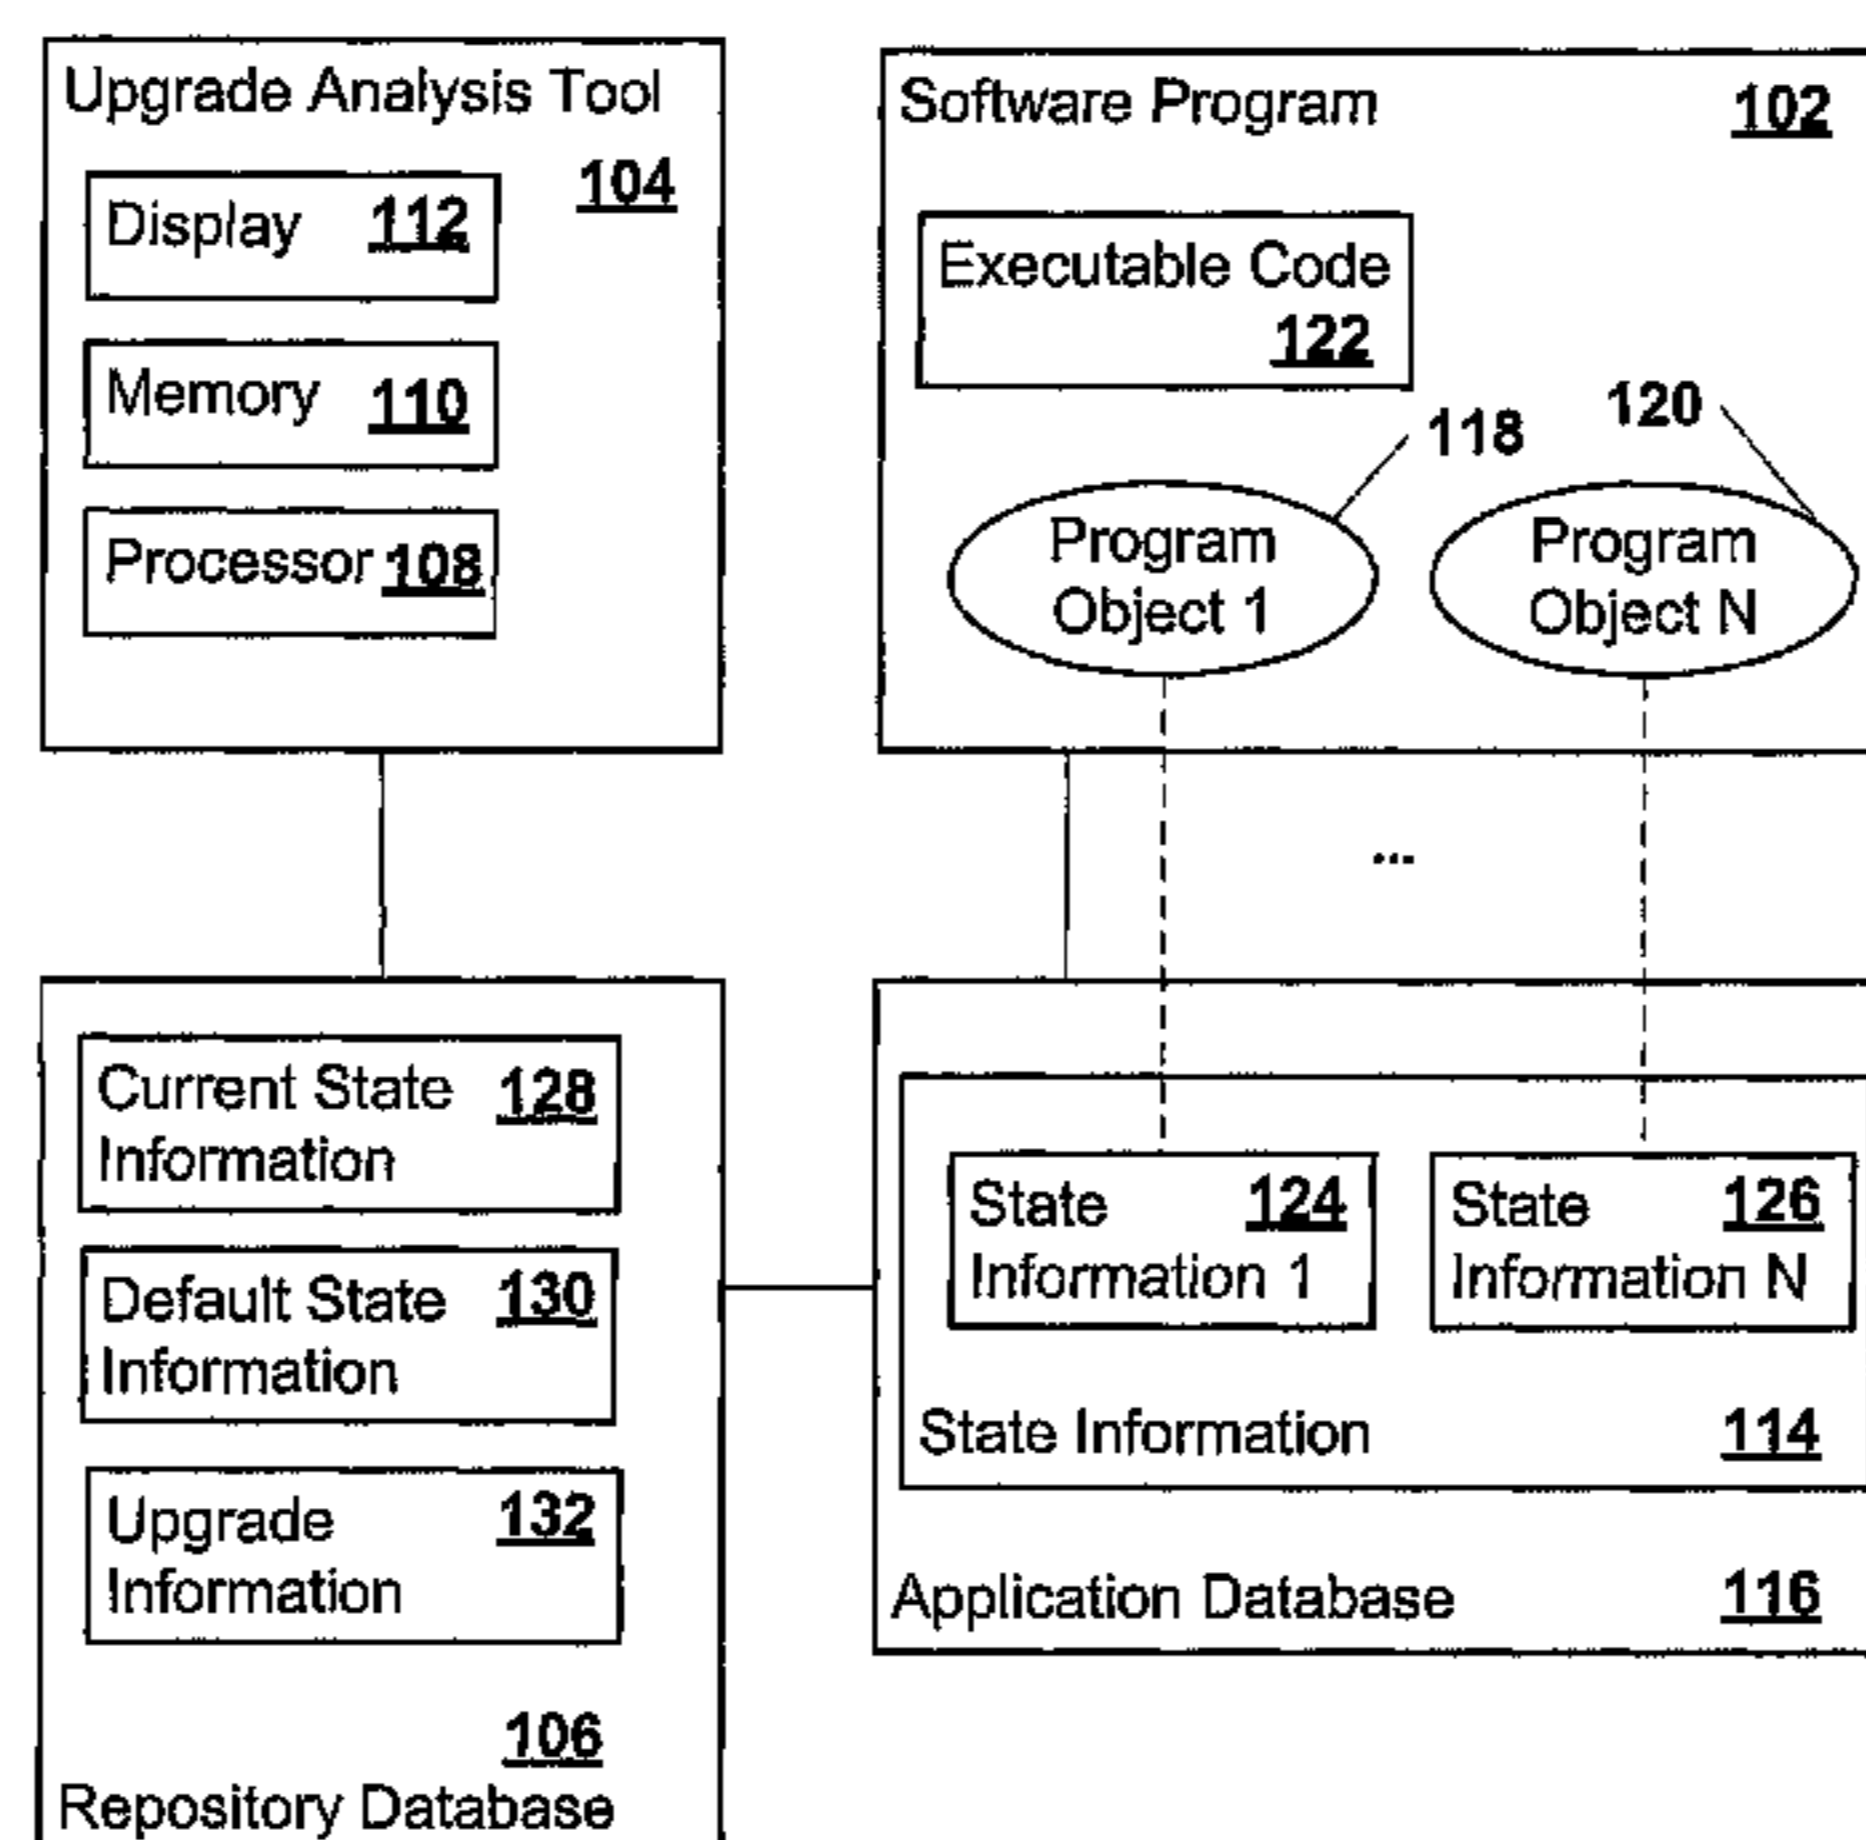 Upgrade Analysis Tool
104
Display 112
Memory 110
Processor 108
Software Program 102
Executable Code
122
118
120
Program
Object 1
Program
Object N
...
Current State 128
Information
Default State 130
Information
Upgrade 132
Information
106
Repository Database
State 124
Information 1
State 126
Information N
State Information 114
Application Database 116